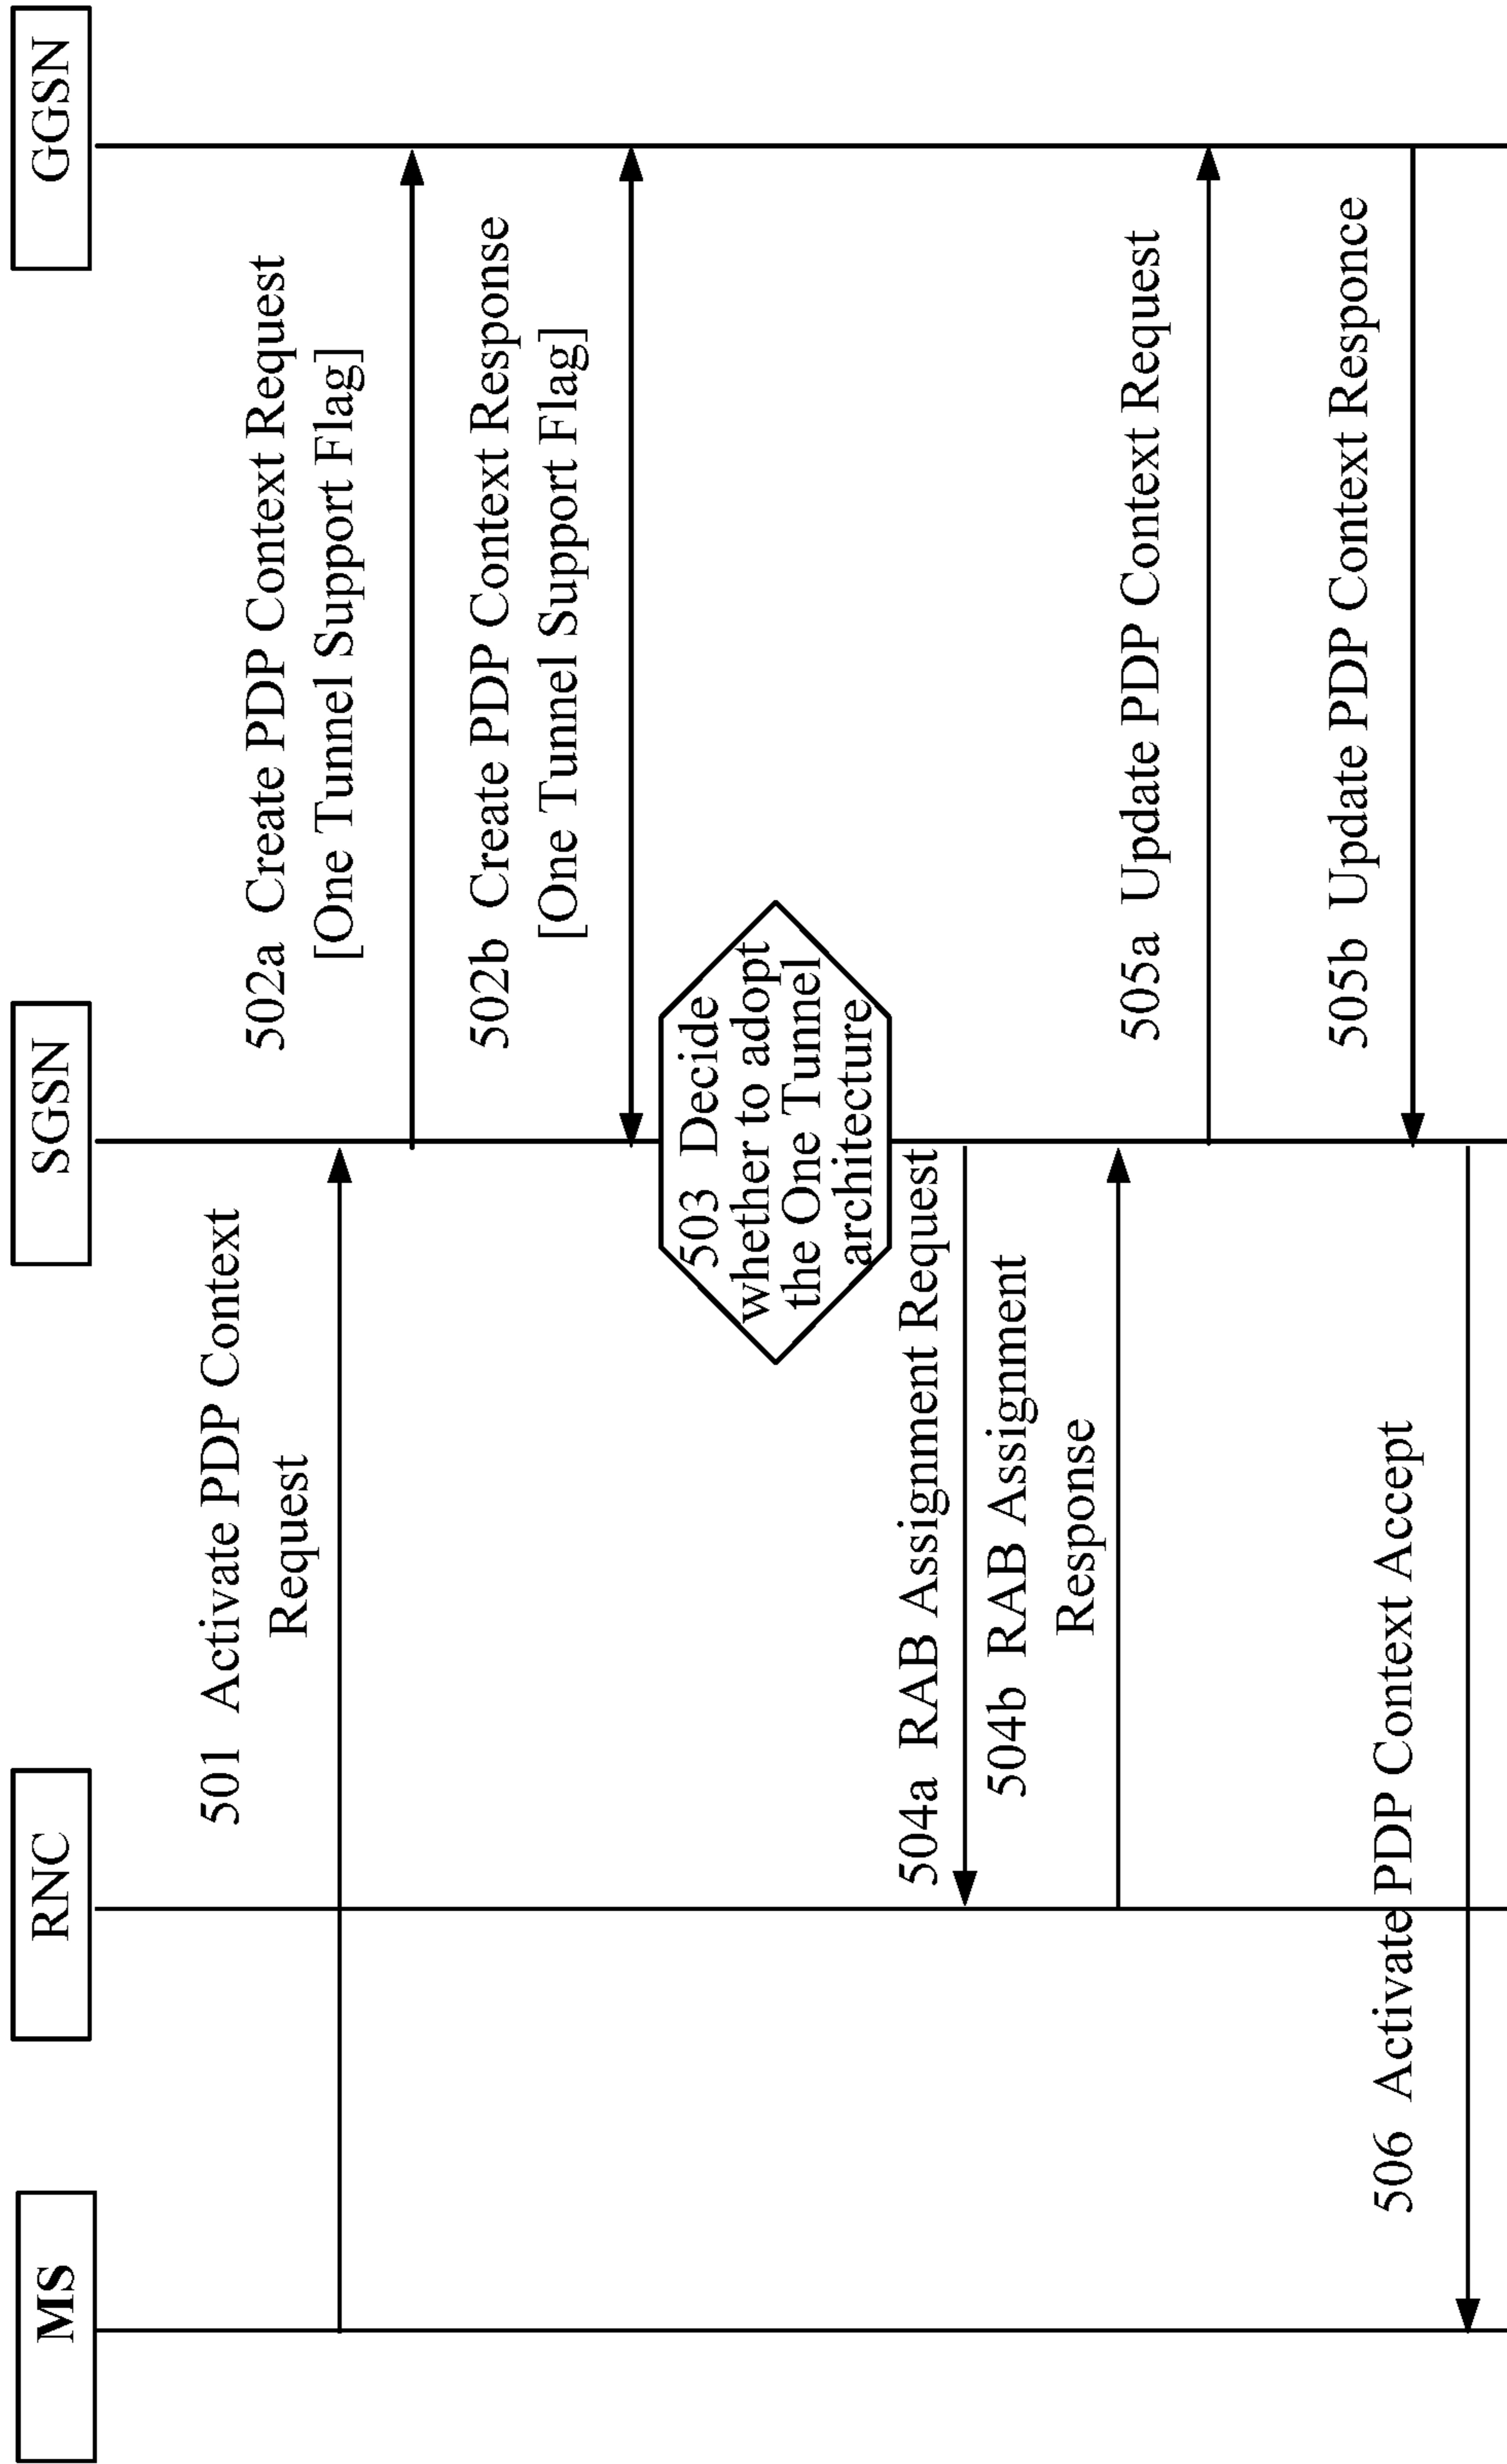 MS
RNC
SGSN
GGSN
501 Activate PDP Context
Request
502a Create PDP Context Request
[One Tunnel Support Flag]
502b Create PDP Context Response
[One Tunnel Support Flag]
503 Decide
whether to adopt
the One Tunnel
architecture
504a RAB Assignment Request
504b RAB Assignment
Response
505a Update PDP Context Request
505b Update PDP Context Responce
506 Activate PDP Context Accept